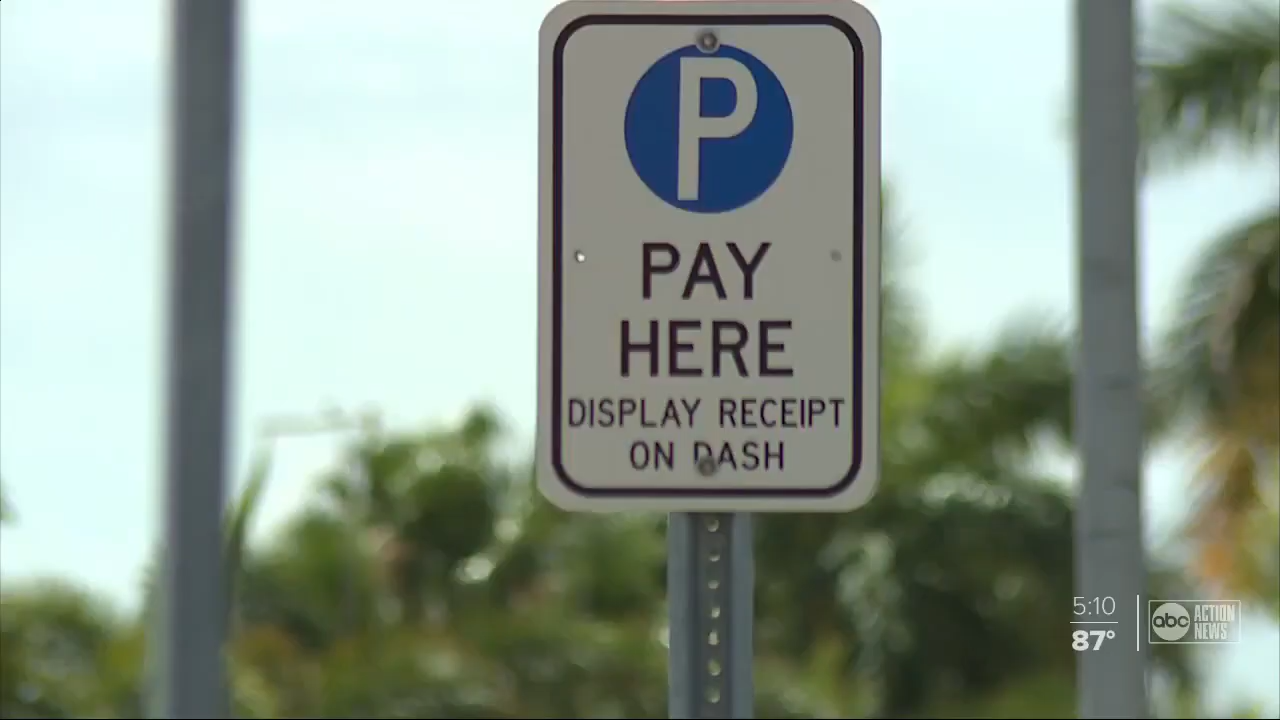 P
PAY
HERE
DISPLAY RECEIPT
ON DASH
5:10
87°
abc ACTION
NEWS